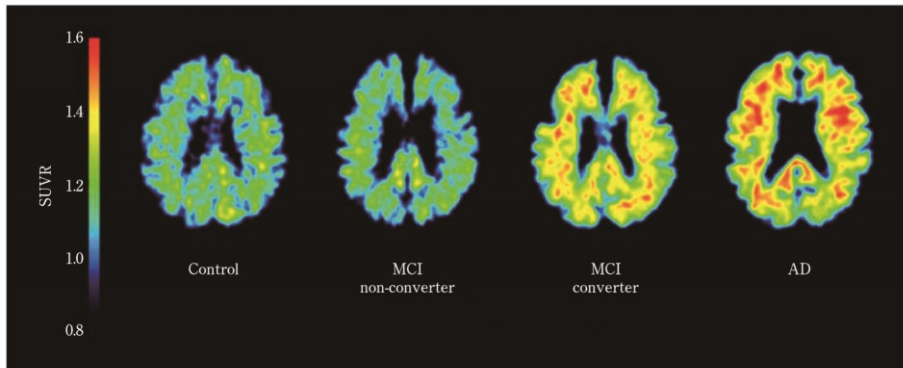 1.6
1.4
1.2
1.0
0.8
SUVR
Control
MCI
non-converter
MCI
converter
AD